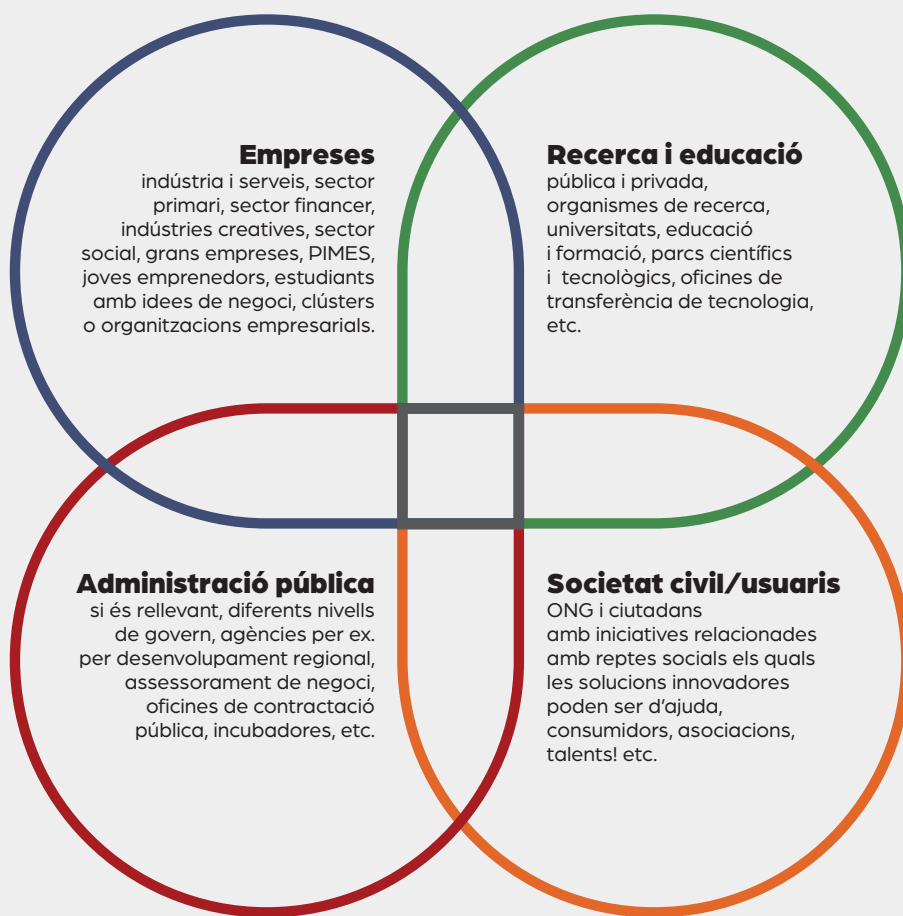 Empreses
indústria i serveis, sector
primari, sector financer,
indústries creatives, sector
social, grans empreses, PIMES,
joves emprenedors, estudiants
amb idees de negoci, clústers
o organitzacions empresarials.
Recerca i educació
pública i privada,
organismes de recerca,
universitats, educació
i formació, parcs científics
i tecnològics, oficines de
transferència de tecnologia,
etc.
Administració pública
si és rellevant, diferents nivells
de govern, agències per ex.
per desenvolupament regional,
assessorament de negoci,
oficines de contractació
pública, incubadores, etc.
Societat civil/usuaris
ONG i ciutadans
amb iniciatives relacionades
amb reptes socials els quals
les solucions innovadores
poden ser d’ajuda,
consumidors, asociacions,
talents! etc.